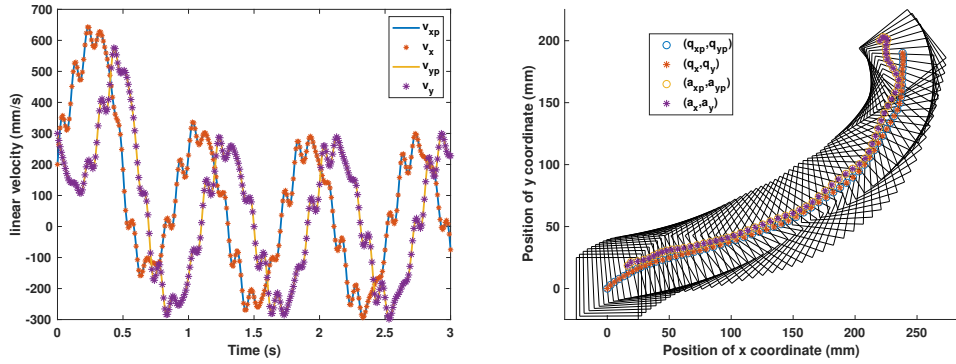 700
600
500
400
300
200
100
0
-100
-200
-300
0
0.5
1
1.5
2
2.5
3
linear velocity (mm/s)
Time (s)
v_xp
v_x
v_yp
v_y
200
150
100
50
0
0
50
100
150
200
250
Position of y coordinate (mm)
Position of x coordinate (mm)
(q_xp,q_yp)
(q_x,q_y)
(a_xp,a_yp)
(a_x,a_y)